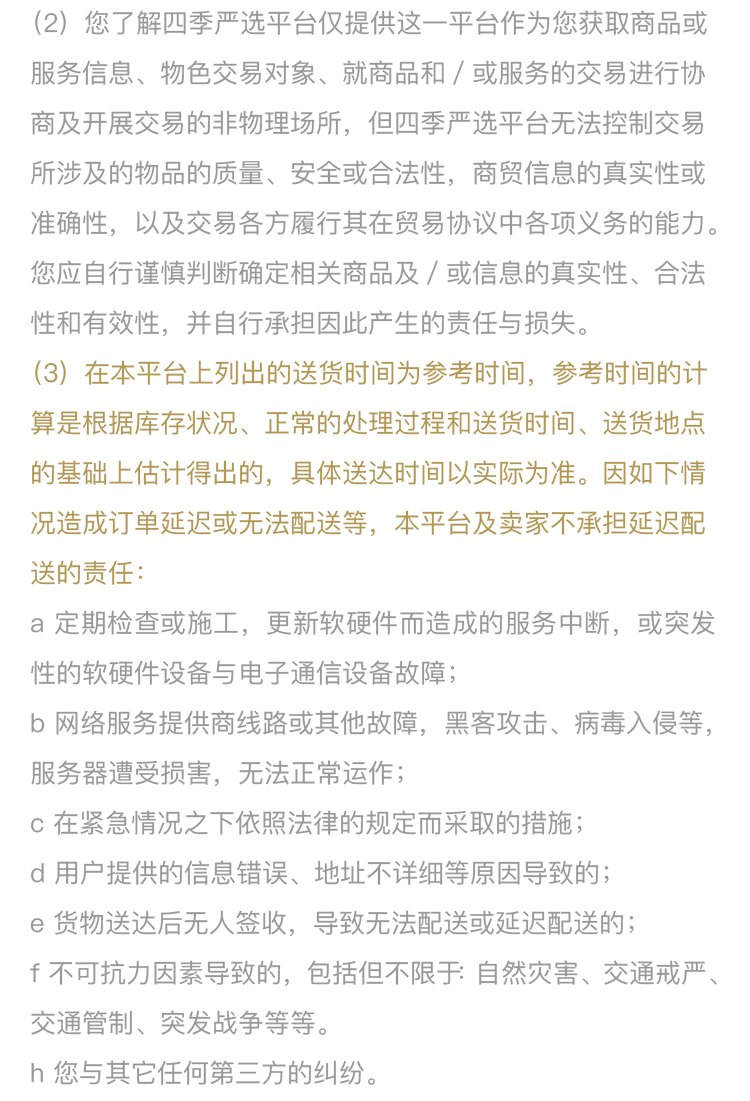 （2）您了解四季严选平台仅提供这一平台作为您获取商品或
服务信息、物色交易对象、就商品和 / 或服务的交易进行协
商及开展交易的非物理场所，但四季严选平台无法控制交易
所涉及的物品的质量、安全或合法性，商贸信息的真实性或
准确性，以及交易各方履行其在贸易协议中各项义务的能力。
您应自行谨慎判断确定相关商品及 / 或信息的真实性、合法
性和有效性，并自行承担因此产生的责任与损失。
（3）在本平台上列出的送货时间为参考时间，参考时间的计
算是根据库存状况、正常的处理过程和送货时间、送货地点
的基础上估计得出的，具体送达时间以实际为准。因如下情
况造成订单延迟或无法配送等，本平台及卖家不承担延迟配
送的责任：
a 定期检查或施工，更新软硬件而造成的服务中断，或突发
性的软硬件设备与电子通信设备故障；
b 网络服务提供商线路或其他故障，黑客攻击、病毒入侵等，
服务器遭受损害，无法正常运作；
c 在紧急情况之下依照法律的规定而采取的措施；
d 用户提供的信息错误、地址不详细等原因导致的；
e 货物送达后无人签收，导致无法配送或延迟配送的；
f 不可抗力因素导致的，包括但不限于：自然灾害、交通戒严、
交通管制、突发战争等等。
h 您与其它任何第三方的纠纷。